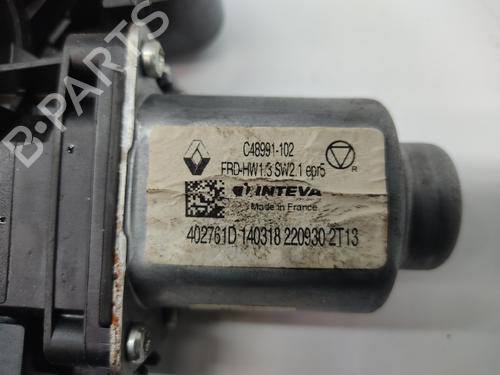 B-PARTS
C48991-102
FRD-HW1.3 SW2.1 epr5
INTEVA
Made in France
402761D 140318 220930 2T13
R